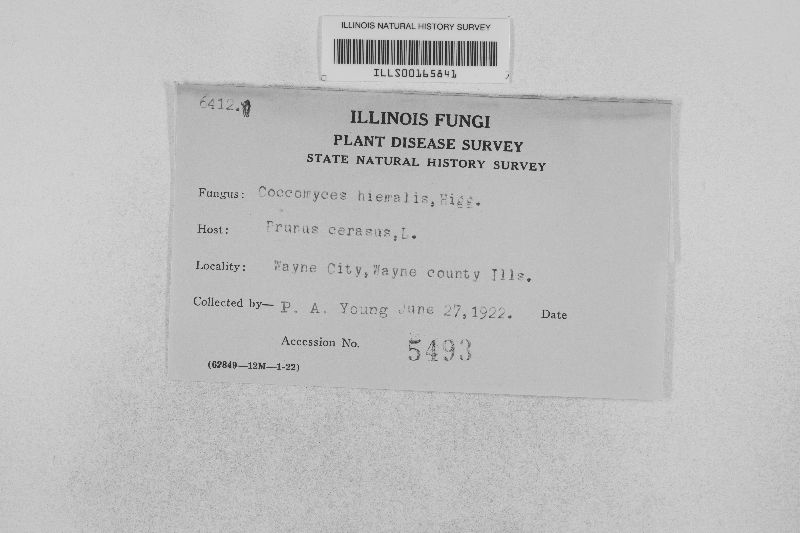 ILLINOIS NATURAL HISTORY SURVEY
ILLS00165841
6412.
ILLINOIS FUNGI
PLANT DISEASE SURVEY
STATE NATURAL HISTORY SURVEY
Fungus: Coccomyces hiemalis, Higg.
Host: Prunus cerasus, L.
Locality: Wayne City, Wayne county Ills.
Collected by— P. A. Young June 27, 1922. Date
Accession No. 5493
(62849—12M—1-22)